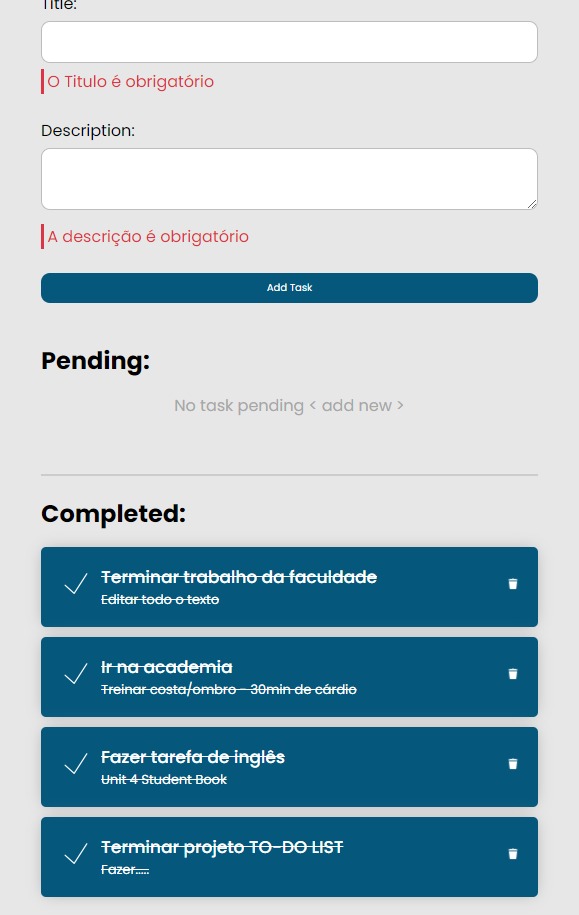 Title:
O Titulo é obrigatório
Description:
A descrição é obrigatório
Add Task
Pending:
No task pending < add new >
Completed:
Terminar trabalho da faculdade
Editar todo o texto
Ir na academia
Treinar costa/ombro - 30min de cárdio
Fazer tarefa de inglês
Unit 4 Student Book
Terminar projeto TO-DO LIST
Fazer.....